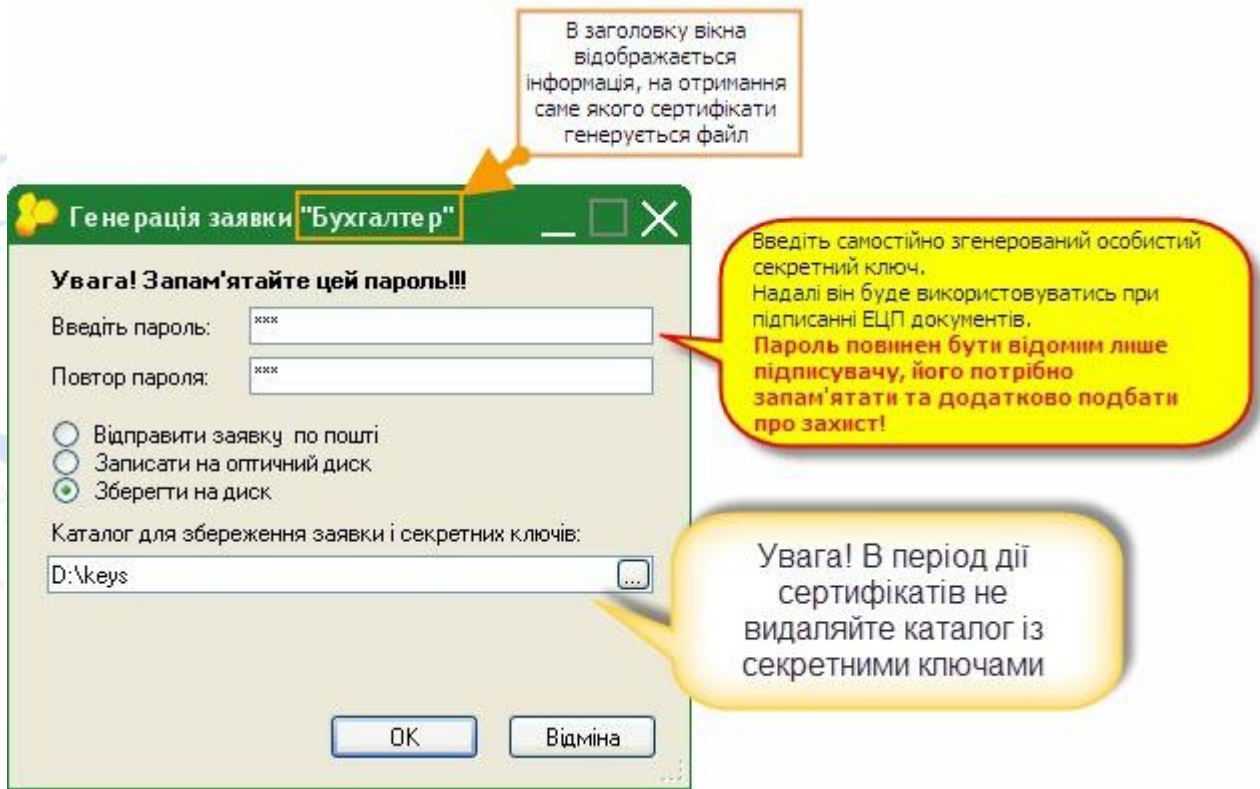 В заголовку вікна
відображається
інформація, на отримання
саме якого сертифікати
генерується файл
Генерація заявки "Бухгалтер"
Увага! Запам'ятайте цей пароль!!!
Введіть пароль:
***
Повтор пароля:
***
Введіть самостійно згенерований особистий
секретний ключ.
Надалі він буде використовуватись при
підписанні ЕЦП документів.
Пароль повинен бути відомим лише
підписувачу, його потрібно
запам'ятати та додатково подбати
про захист!
Відправити заявку по пошті
Записати на оптичний диск
Зберегти на диск
Каталог для збереження заявки і секретних ключів:
D:\keys
...
Увага! В період дії
сертифікатів не
видаляйте каталог із
секретними ключами
OK
Відміна